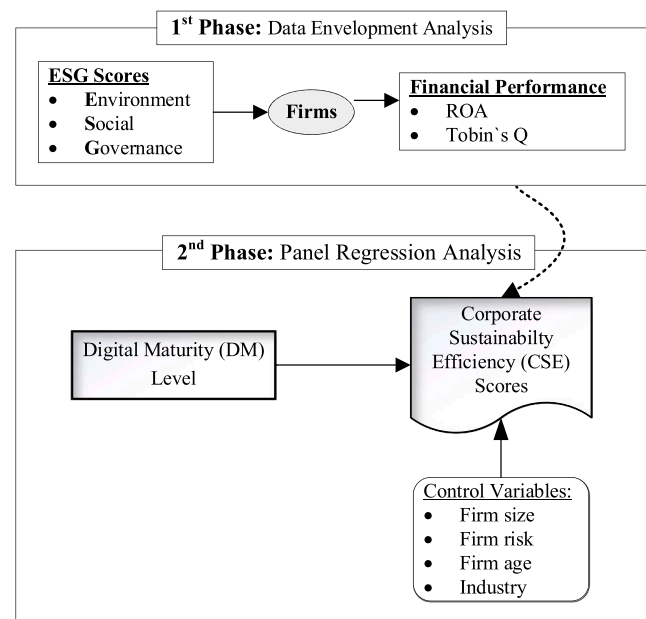 1st Phase: Data Envelopment Analysis
ESG Scores
• Environment
• Social
• Governance
Firms
Financial Performance
• ROA
• Tobin`s Q
2nd Phase: Panel Regression Analysis
Digital Maturity (DM)
Level
Corporate
Sustainabilty
Efficiency (CSE)
Scores
Control Variables:
• Firm size
• Firm risk
• Firm age
• Industry